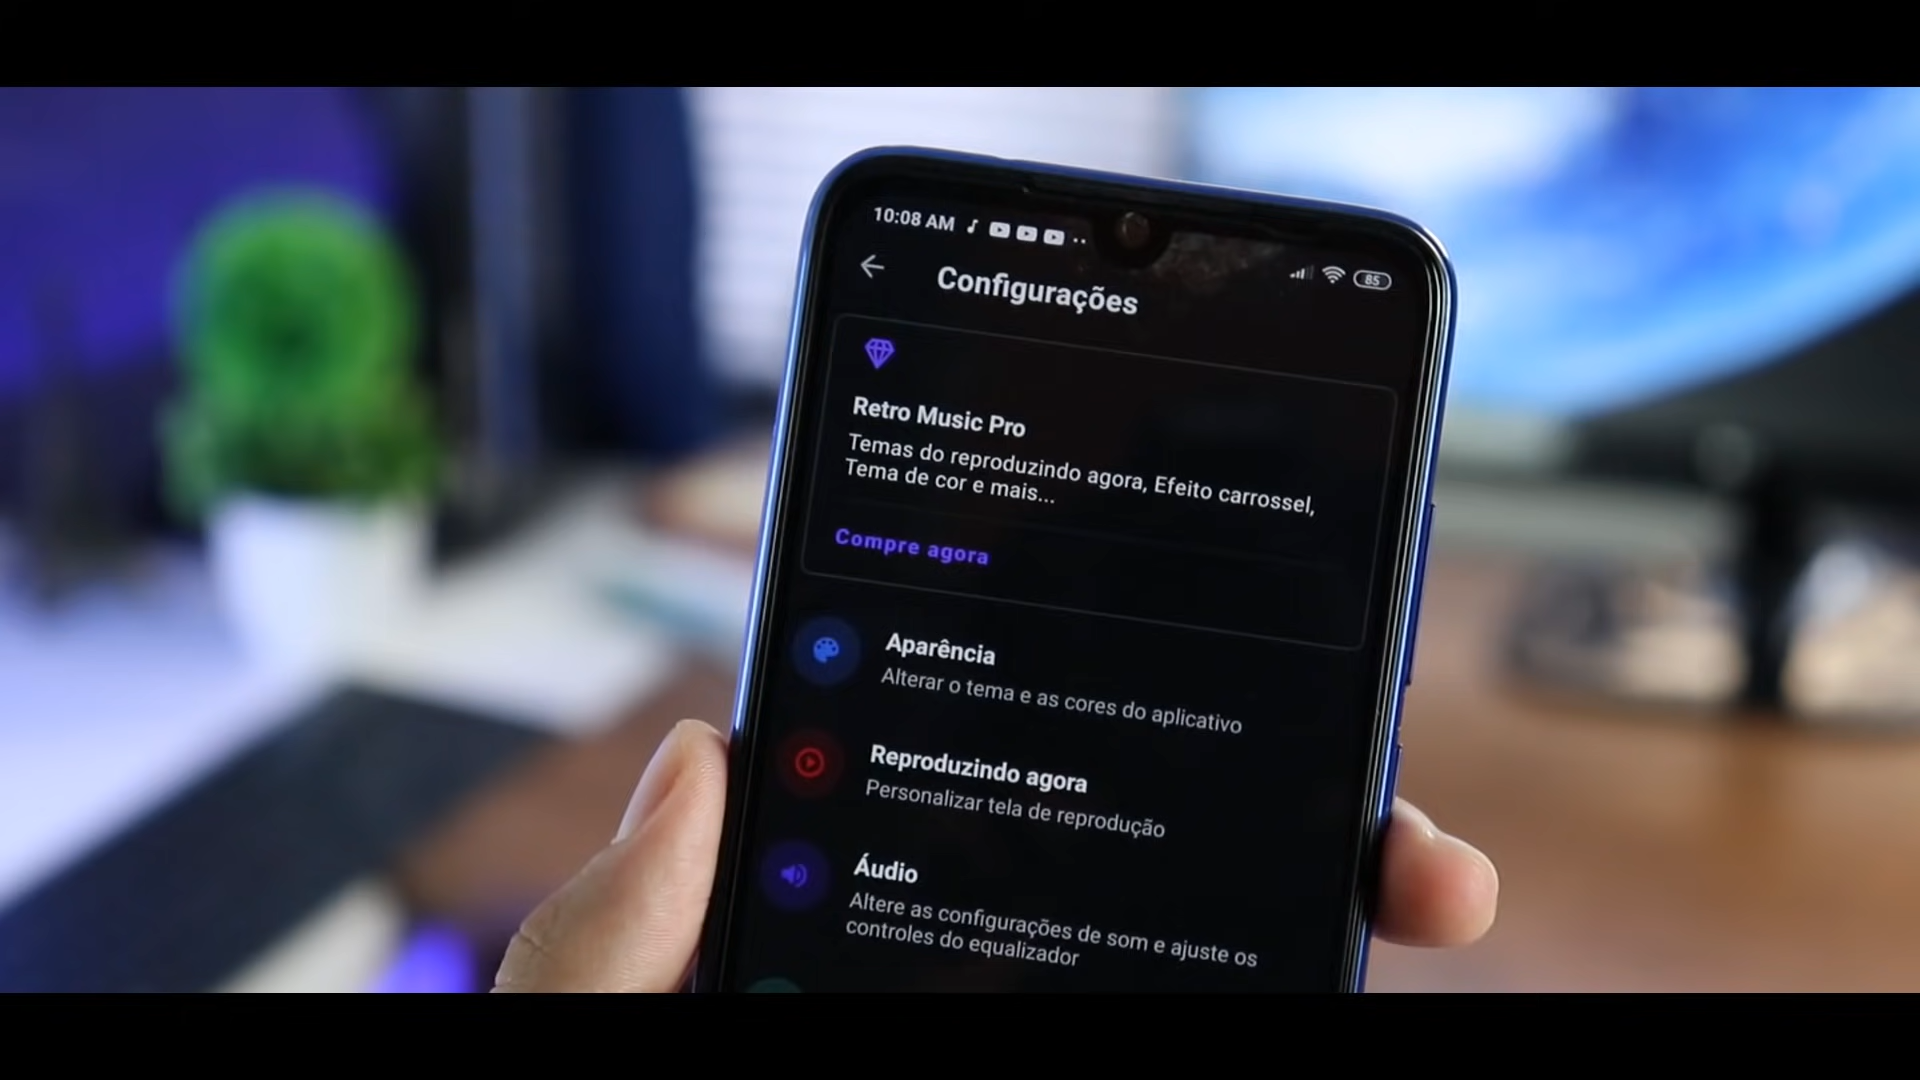 10:08 AM
85
Configurações
Retro Music Pro
Temas do reproduzindo agora, Efeito carrossel,
Tema de cor e mais...
Compre agora
Aparência
Alterar o tema e as cores do aplicativo
Reproduzindo agora
Personalizar tela de reprodução
Áudio
Altere as configurações de som e ajuste os
controles do equalizador